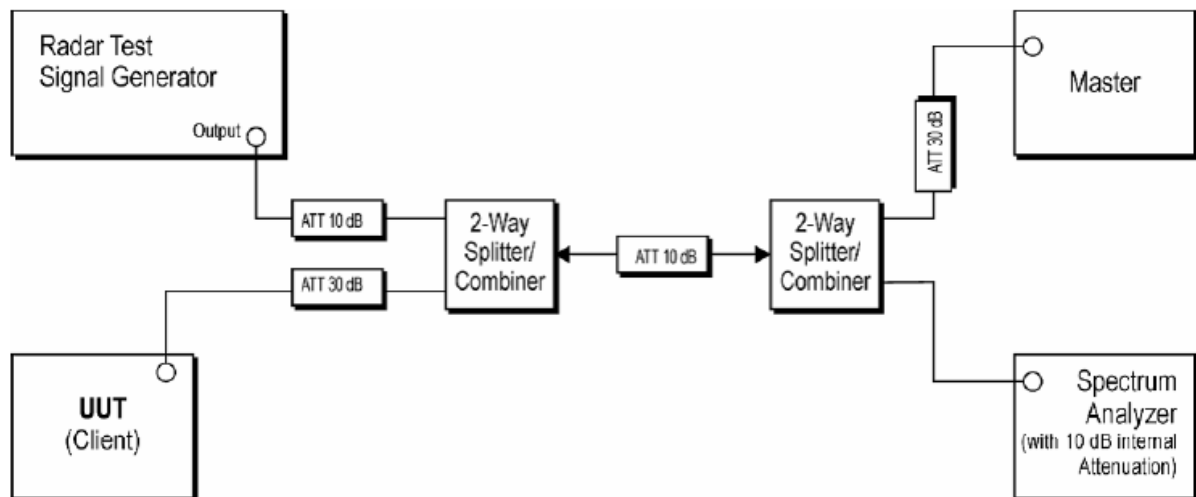 Radar Test
Signal Generator
Output
ATT 10 dB
ATT 30 dB
UUT
(Client)
2-Way
Splitter/
Combiner
ATT 10 dB
2-Way
Splitter/
Combiner
ATT 30 dB
Master
Spectrum
Analyzer
(with 10 dB internal
Attenuation)